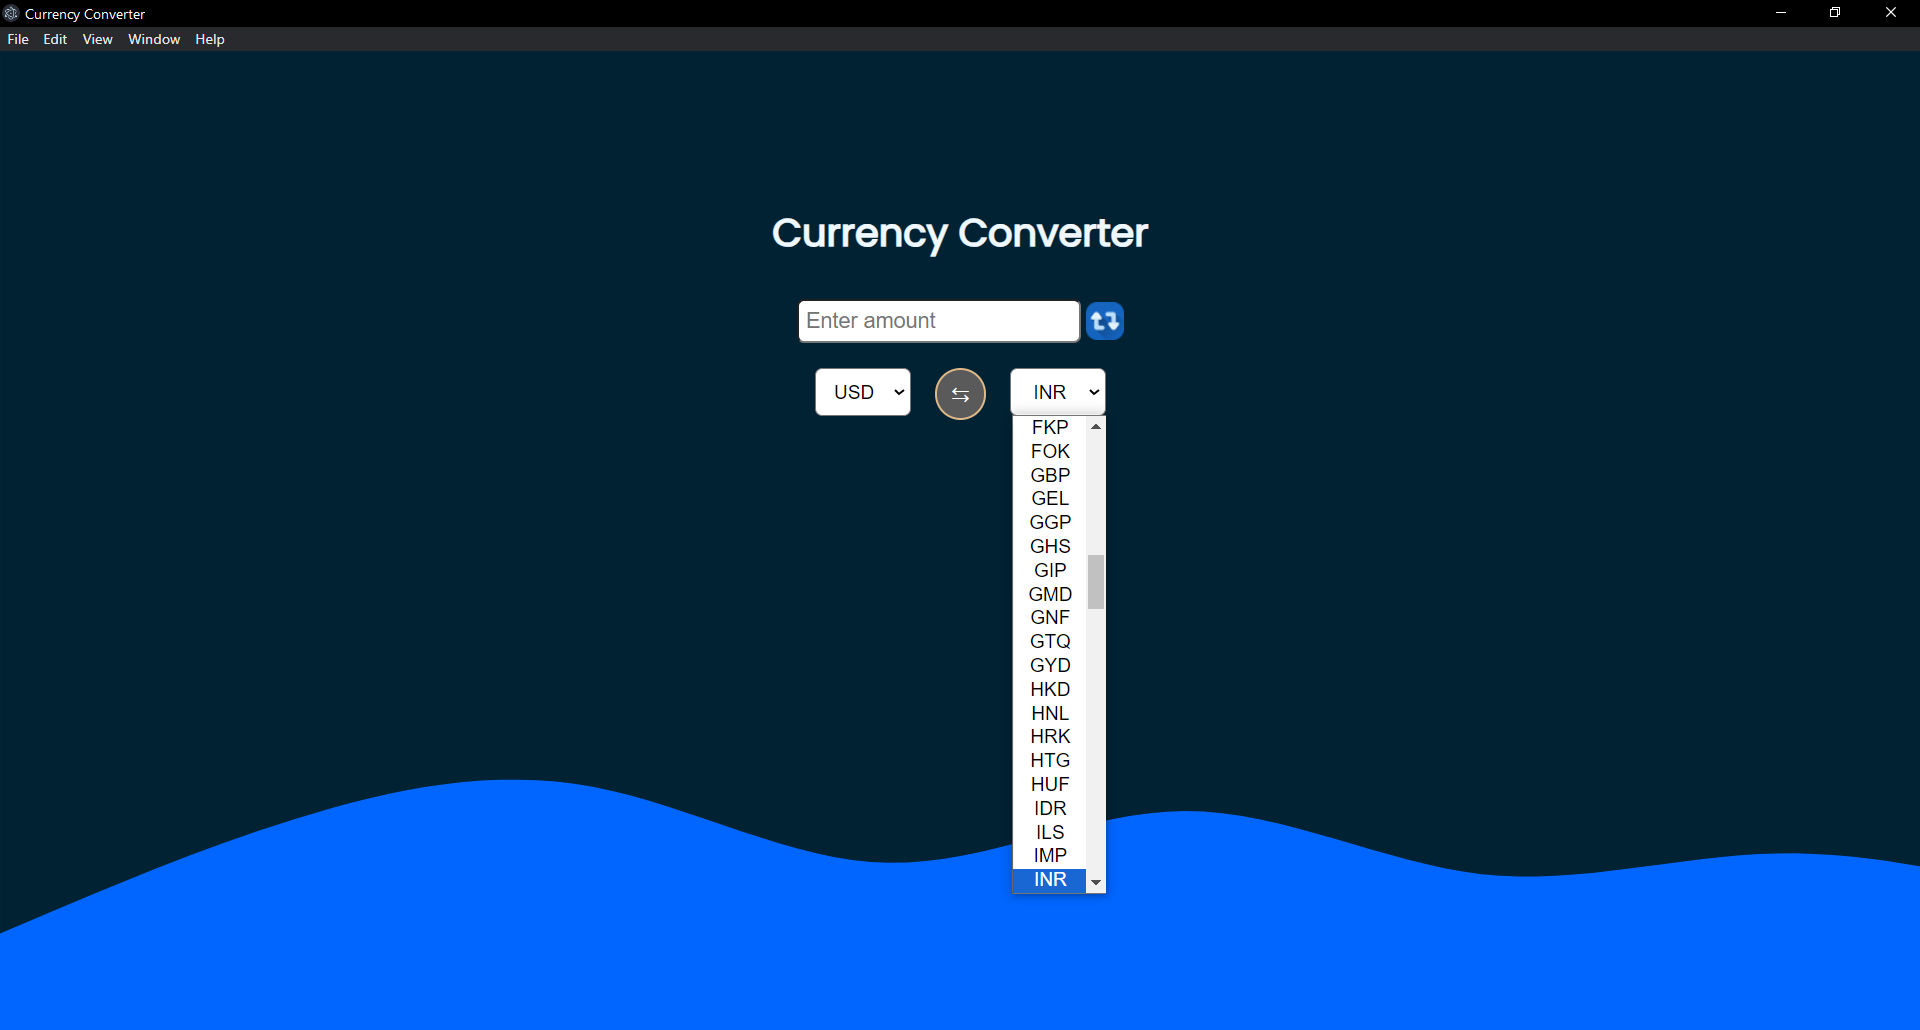 Currency Converter
File Edit View Window Help
Currency Converter
Enter amount
USD INR
FKP
FOK
GBP
GEL
GGP
GHS
GIP
GMD
GNF
GTQ
GYD
HKD
HNL
HRK
HTG
HUF
IDR
ILS
IMP
INR